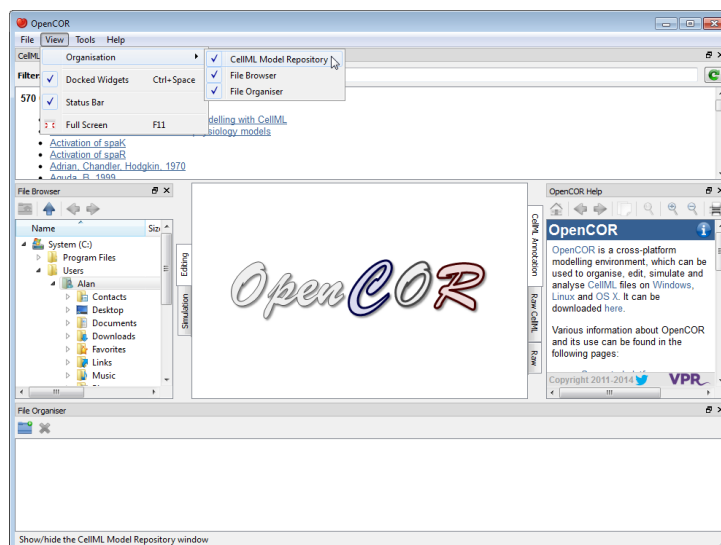 OpenCOR
File View Tools Help
CellML
Organisation
CellML Model Repository
File Browser
File Organiser
Filter
Docked Widgets Ctrl+Space
Status Bar
Full Screen F11
570
delling with CellML
ysiology models
Activation of spaK
Activation of spaR
Adrian, Chandler, Hodgkin, 1970
Aguda, B, 1999
File Browser
Name Siz
System (C:)
Program Files
Users
Alan
Contacts
Desktop
Documents
Downloads
Favorites
Links
Music
Editing
Simulation
OpenCOR
CellML Annotation
Raw CellML
Raw
OpenCOR Help
OpenCOR
OpenCOR is a cross-platform
modelling environment, which can be
used to organise, edit, simulate and
analyse CellML files on Windows,
Linux and OS X. It can be
downloaded here.
Various information about OpenCOR
and its use can be found in the
following pages:
Copyright 2011-2014 VPR
File Organiser
Show/hide the CellML Model Repository window